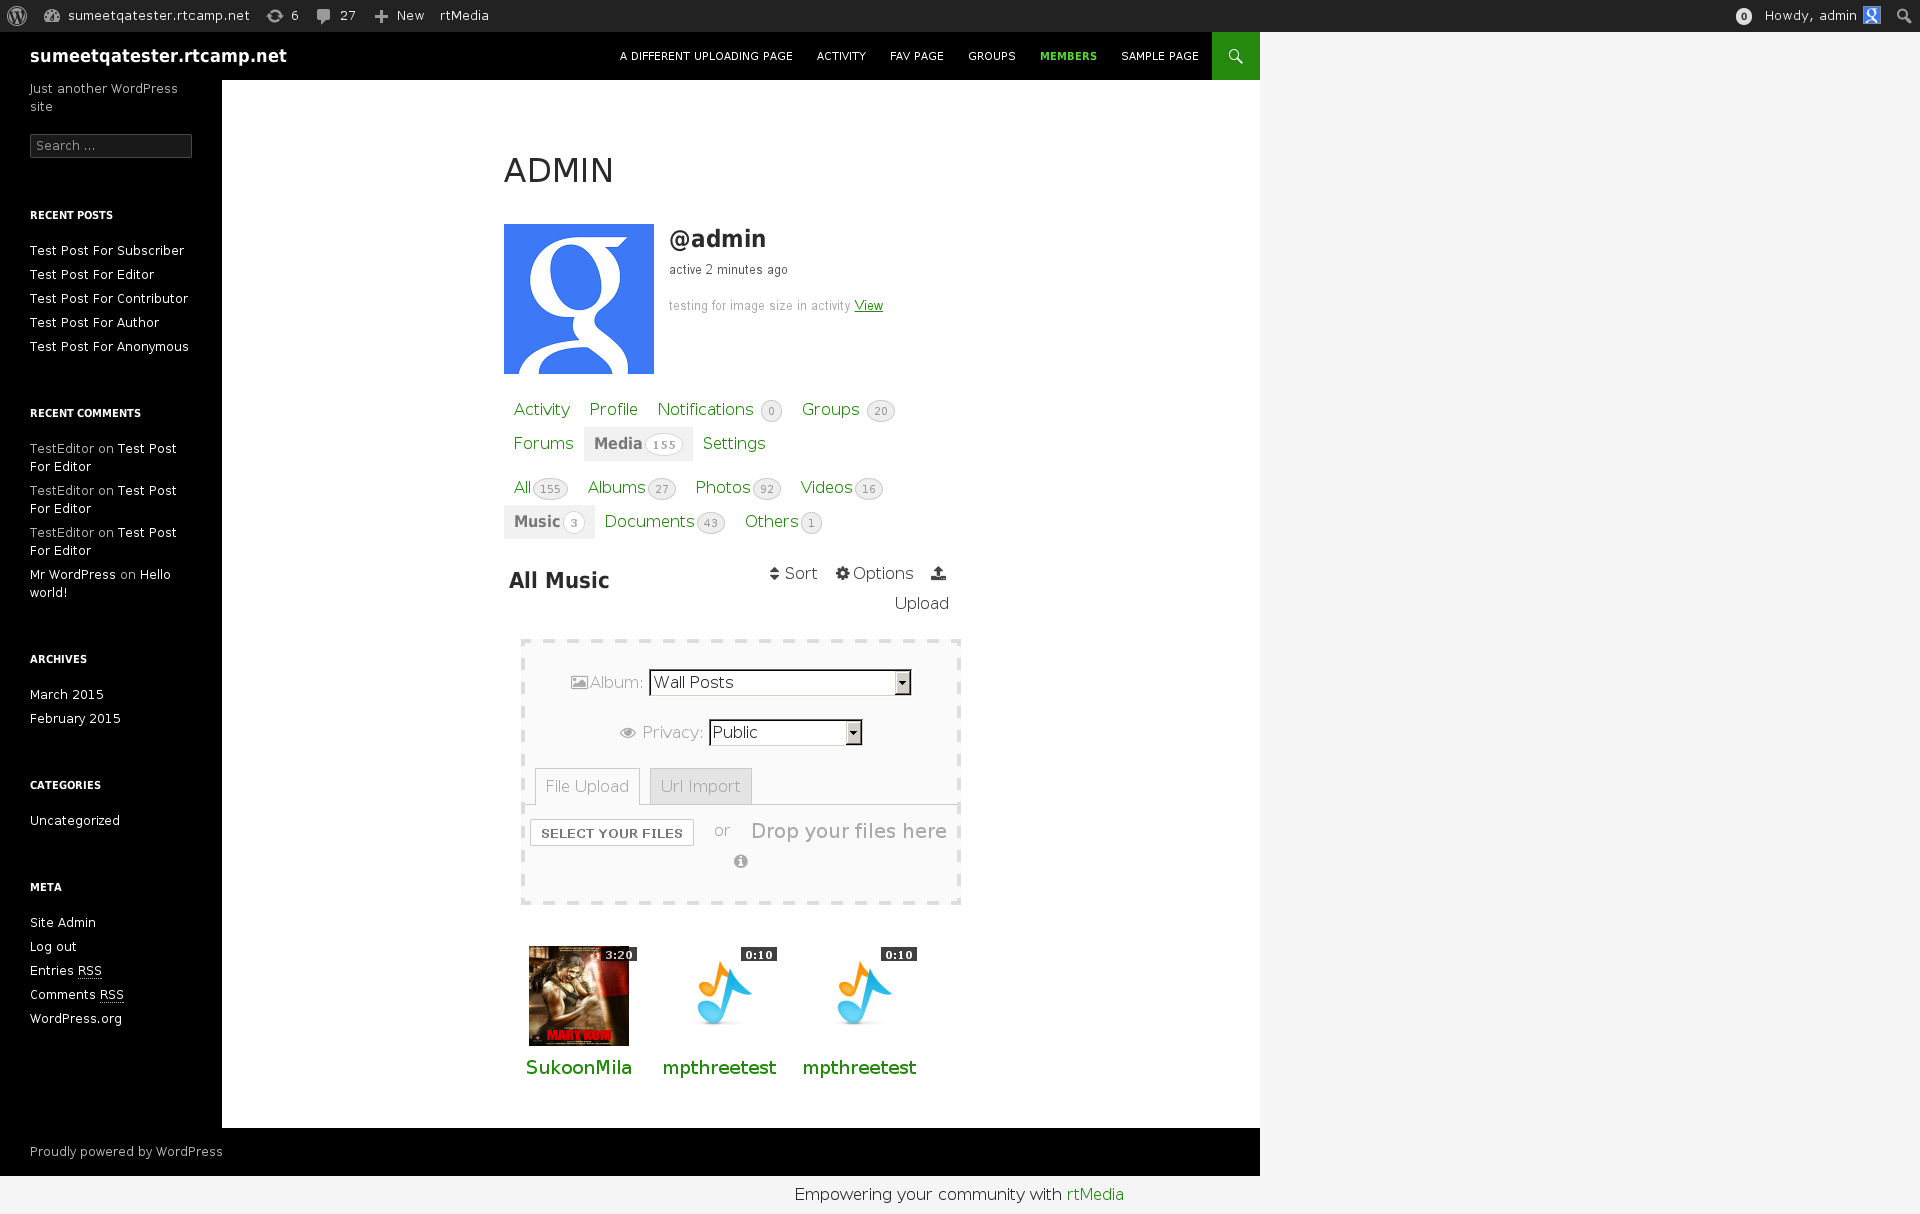 sumeetqatester.rtcamp.net 6 27 New rtMedia 0 Howdy, admin
sumeetqatester.rtcamp.net A DIFFERENT UPLOADING PAGE ACTIVITY FAV PAGE GROUPS MEMBERS SAMPLE PAGE
Just another WordPress
site
Search ...
RECENT POSTS
Test Post For Subscriber
Test Post For Editor
Test Post For Contributor
Test Post For Author
Test Post For Anonymous
RECENT COMMENTS
TestEditor on Test Post
For Editor
TestEditor on Test Post
For Editor
TestEditor on Test Post
For Editor
Mr WordPress on Hello
world!
ARCHIVES
March 2015
February 2015
CATEGORIES
Uncategorized
META
Site Admin
Log out
Entries RSS
Comments RSS
WordPress.org
ADMIN
@admin
active 2 minutes ago
testing for image size in activity View
Activity Profile Notifications 0 Groups 20
Forums Media 155 Settings
All 155 Albums 27 Photos 92 Videos 16
Music 3 Documents 43 Others 1
All Music Sort Options
Upload
Album: Wall Posts
Privacy: Public
File Upload Url Import
SELECT YOUR FILES or Drop your files here
3:20 0:10 0:10
MARY KOM
SukoonMila mpthreetest mpthreetest
Proudly powered by WordPress
Empowering your community with rtMedia